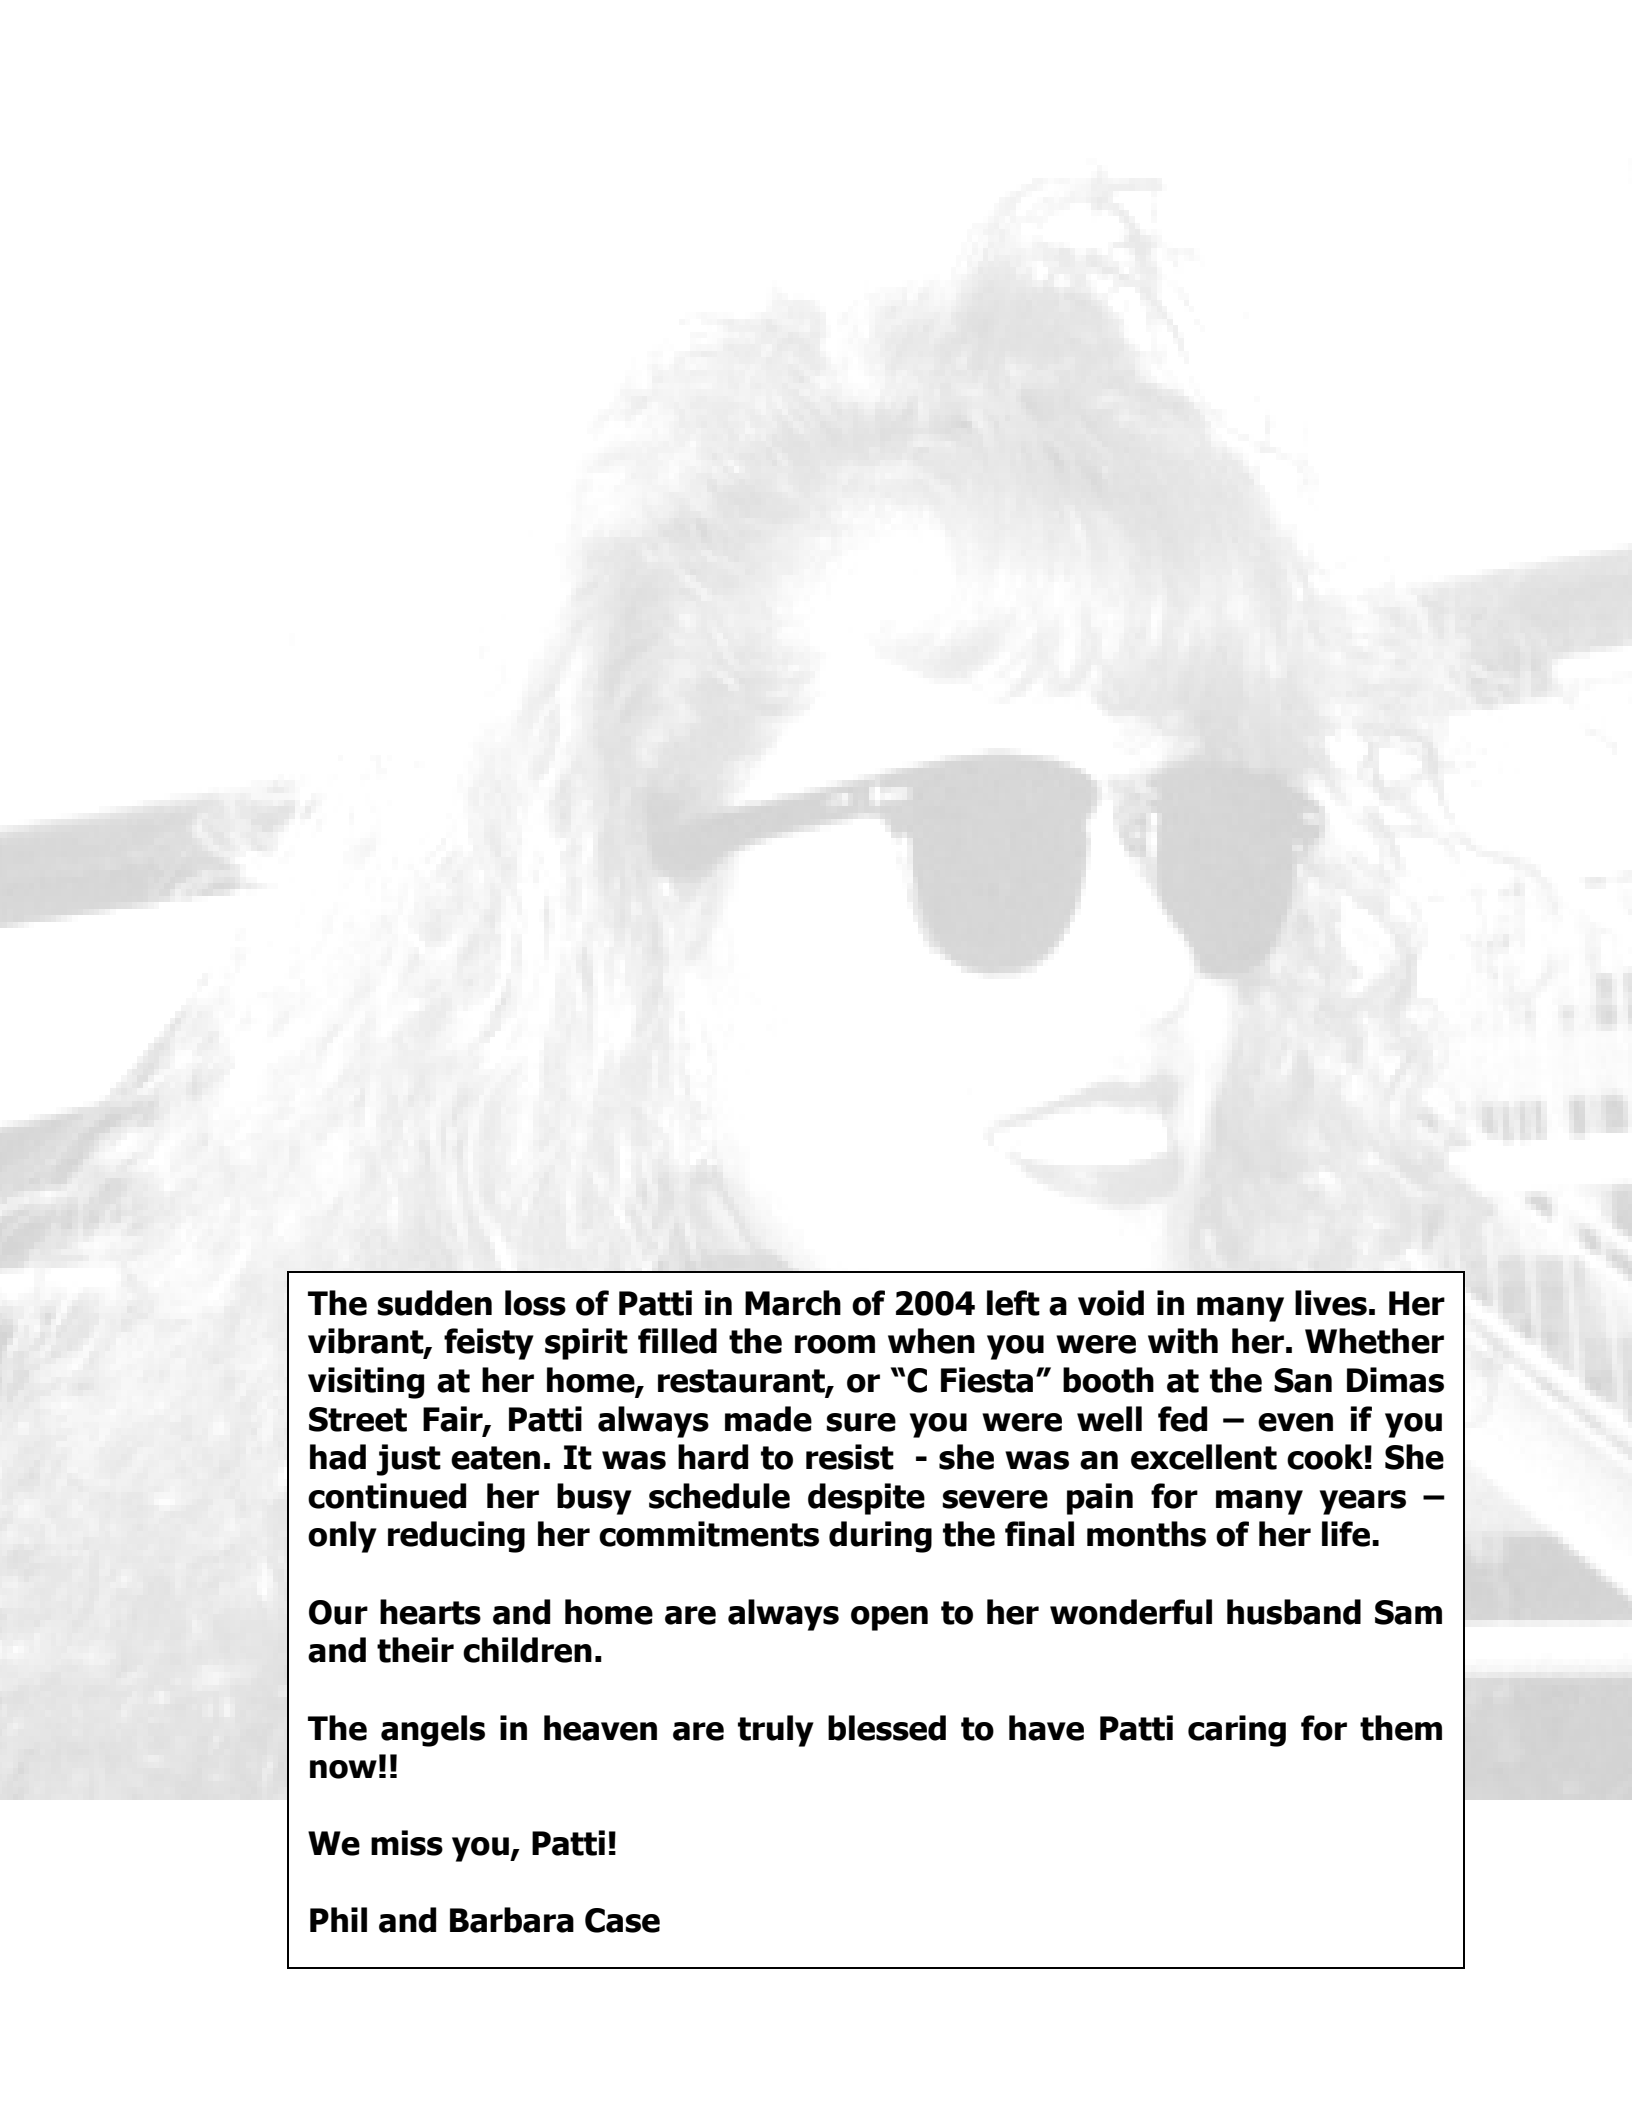 The sudden loss of Patti in March of 2004 left a void in many lives. Her
vibrant, feisty spirit filled the room when you were with her. Whether
visiting at her home, restaurant, or “C Fiesta” booth at the San Dimas
Street Fair, Patti always made sure you were well fed – even if you
had just eaten. It was hard to resist  - she was an excellent cook! She
continued her busy schedule despite severe pain for many years –
only reducing her commitments during the final months of her life.
Our hearts and home are always open to her wonderful husband Sam
and their children.
The angels in heaven are truly blessed to have Patti caring for them
now!!
We miss you, Patti!
Phil and Barbara Case